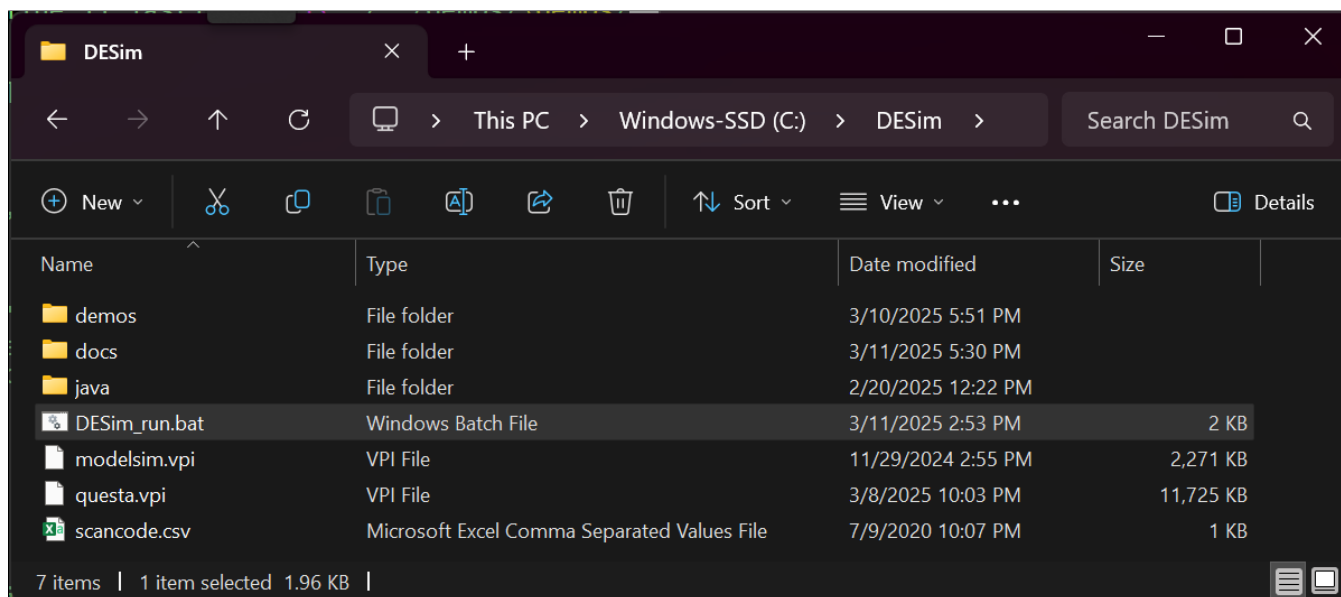 DESim
This PC > Windows-SSD (C:) > DESim >
Search DESim
New
Sort
View
Details
Name Type Date modified Size
demos File folder 3/10/2025 5:51 PM
docs File folder 3/11/2025 5:30 PM
java File folder 2/20/2025 12:22 PM
DESim_run.bat Windows Batch File 3/11/2025 2:53 PM 2 KB
modelsim.vpi VPI File 11/29/2024 2:55 PM 2,271 KB
questa.vpi VPI File 3/8/2025 10:03 PM 11,725 KB
scancode.csv Microsoft Excel Comma Separated Values File 7/9/2020 10:07 PM 1 KB
7 items | 1 item selected 1.96 KB |